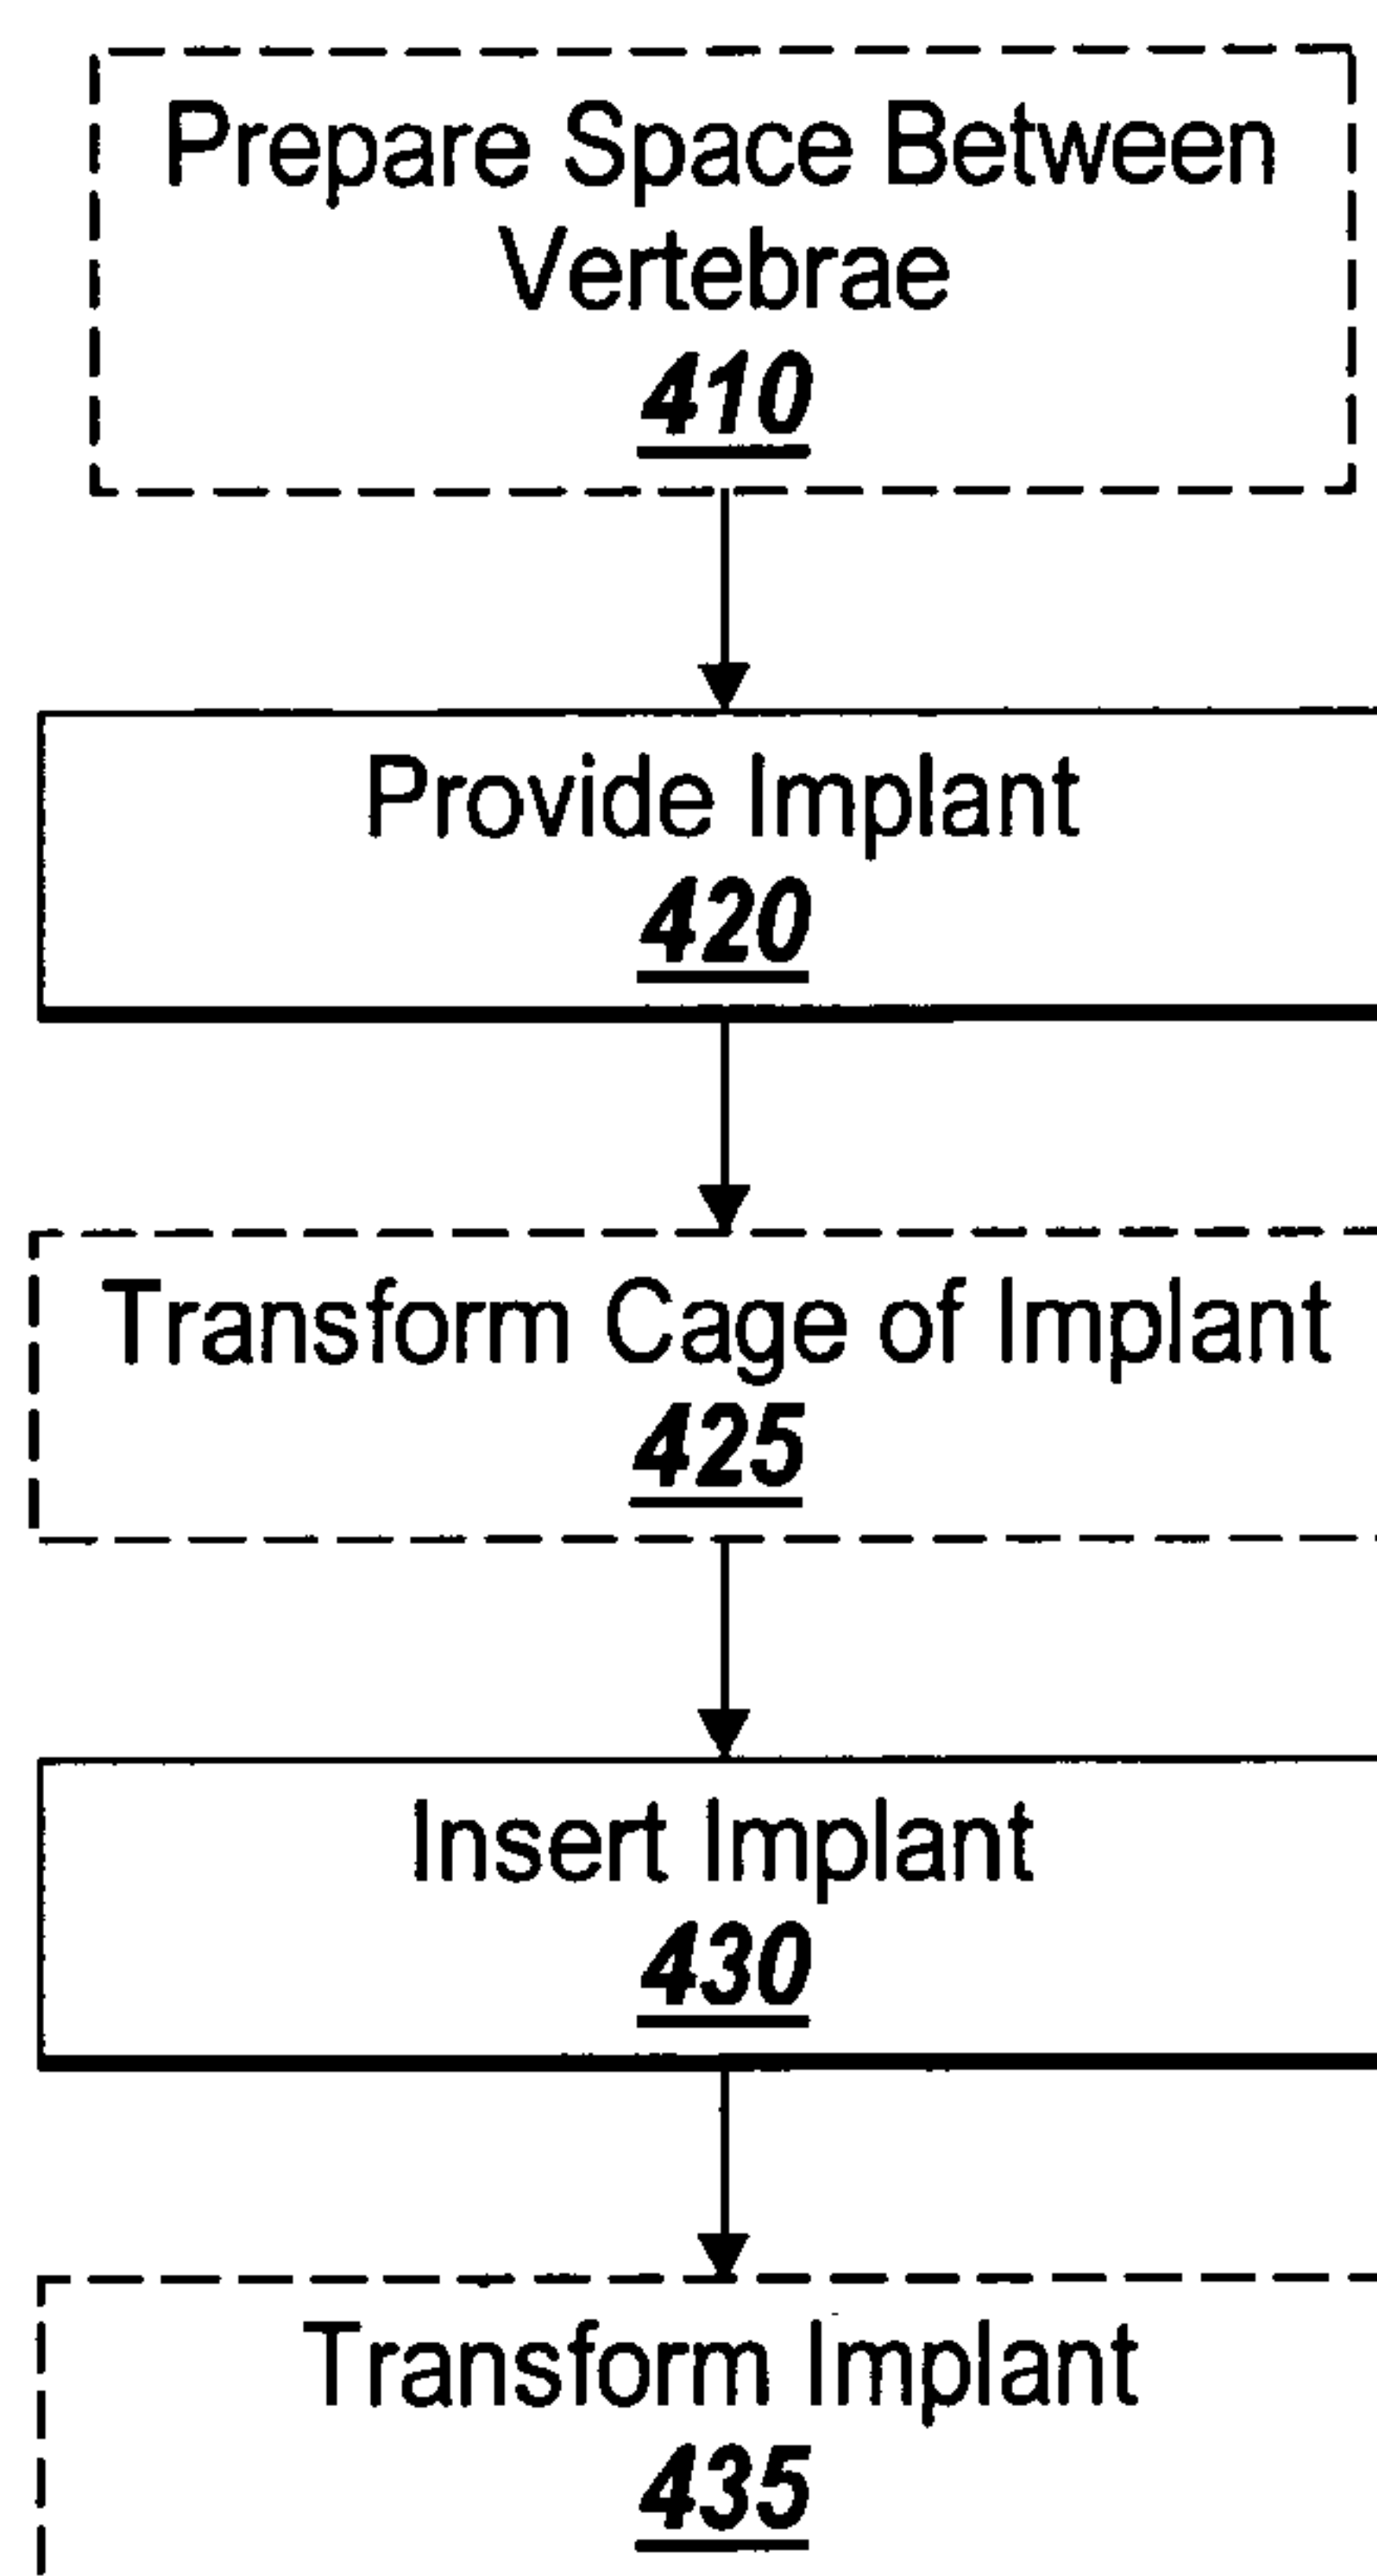 Prepare Space Between
Vertebrae
410
Provide Implant
420
Transform Cage of Implant
425
Insert Implant
430
Transform Implant
435